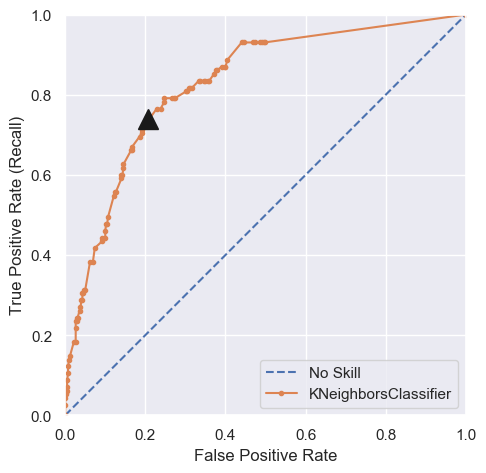 1.0
0.8
0.6
0.4
0.2
0.0
True Positive Rate (Recall)
No Skill
KNeighborsClassifier
0.0 0.2 0.4 0.6 0.8 1.0
False Positive Rate